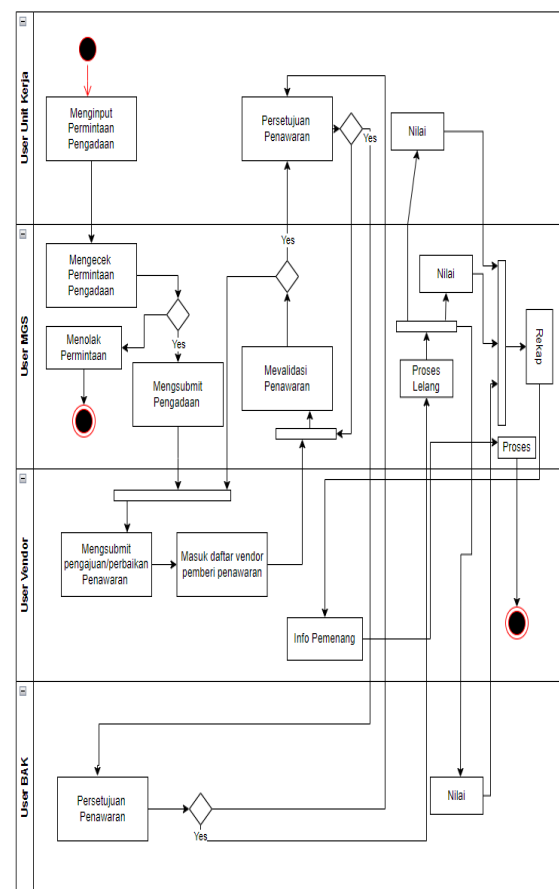 User Unit Kerja
Menginput
Permintaan
Pengadaan
Persetujuan
Penawaran
Yes
Nilai
User MGS
Mengecek
Permintaan
Pengadaan
Menolak
Permintaan
Yes
Mengsubmit
Pengadaan
Yes
Mevalidasi
Penawaran
Nilai
Proses
Lelang
Rekap
Proses
User Vendor
Mengsubmit
pengajuan/perbaikan
Penawaran
Masuk daftar vendor
pemberi penawaran
Info Pemenang
User BAK
Persetujuan
Penawaran
Yes
Nilai